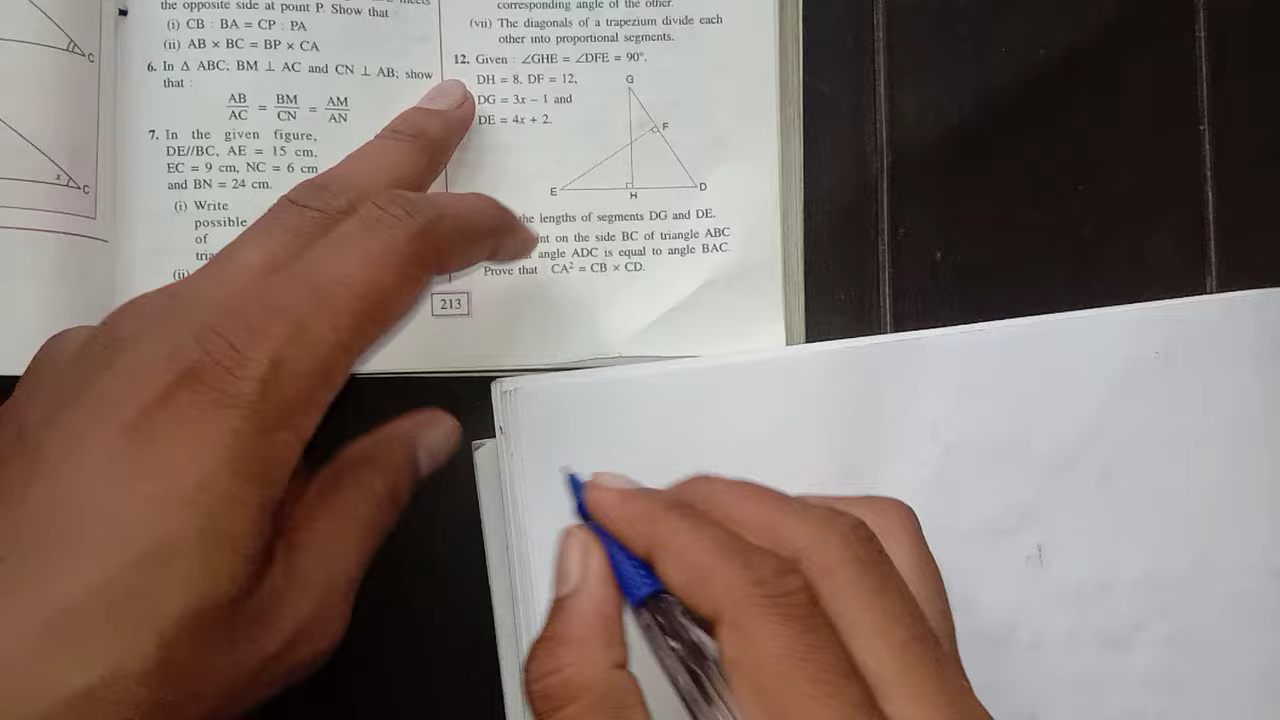 the opposite side at point P. Show that
(i) CB : BA = CP : PA
(ii) AB × BC = BP × CA
6. In Δ ABC; BM ⊥ AC and CN ⊥ AB; show
that :
AB/AC = BM/CN = AM/AN
7. In the given figure,
DE//BC, AE = 15 cm,
EC = 9 cm, NC = 6 cm
and BN = 24 cm.
(i) Write
possible
of
(ii)
C
x C
corresponding angle of the other.
(vii) The diagonals of a trapezium divide each
other into proportional segments.
12. Given : ∠GHE = ∠DFE = 90°,
DH = 8, DF = 12,
DG = 3x – 1 and
DE = 4x + 2.
G
F
E H D
the lengths of segments DG and DE.
on the side BC of triangle ABC
angle ADC is equal to angle BAC.
Prove that CA² = CB × CD.
213